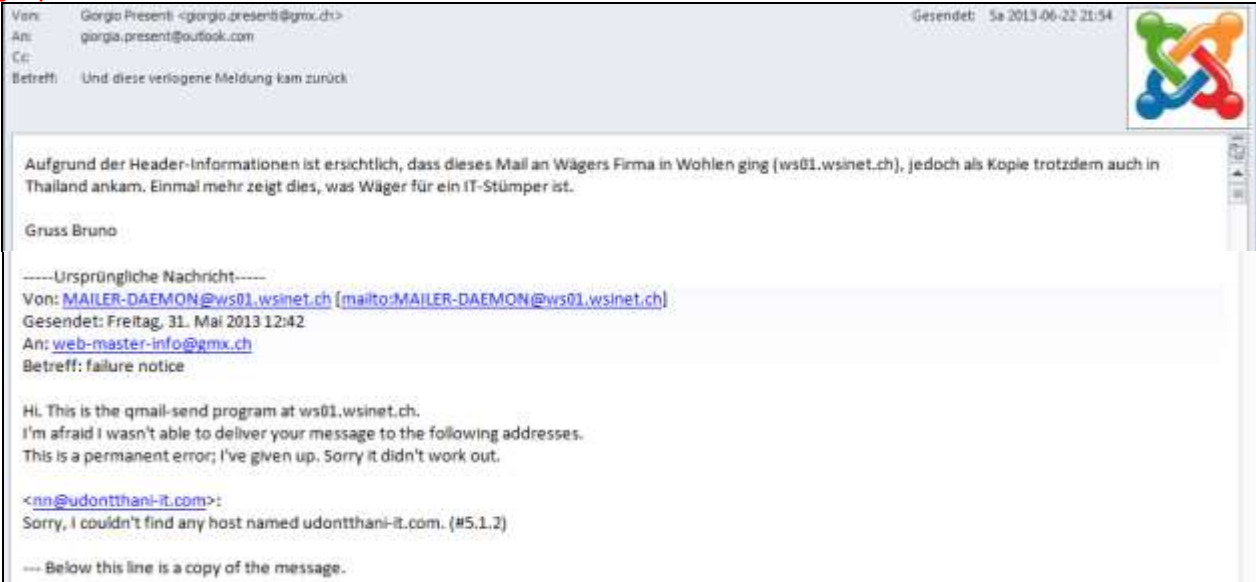 Von: Gorgio Presenti <giorgio.presenti@gmx.ch>
Gesendet: Sa 2013-06-22 21:54
An: giorgia.present@outlook.com
Cc:
Betreff: Und diese verlogene Meldung kam zurück
Aufgrund der Header-Informationen ist ersichtlich, dass dieses Mail an Wägers Firma in Wohlen ging (ws01.wsinet.ch), jedoch als Kopie trotzdem auch in
Thailand ankam. Einmal mehr zeigt dies, was Wäger für ein IT-Stümper ist.
Gruss Bruno
-----Ursprüngliche Nachricht-----
Von: MAILER-DAEMON@ws01.wsinet.ch [mailto:MAILER-DAEMON@ws01.wsinet.ch]
Gesendet: Freitag, 31. Mai 2013 12:42
An: web-master-info@gmx.ch
Betreff: failure notice
Hi. This is the qmail-send program at ws01.wsinet.ch.
I'm afraid I wasn't able to deliver your message to the following addresses.
This is a permanent error; I've given up. Sorry it didn't work out.
<nn@udontthani-it.com>:
Sorry, I couldn't find any host named udontthani-it.com. (#5.1.2)
--- Below this line is a copy of the message.